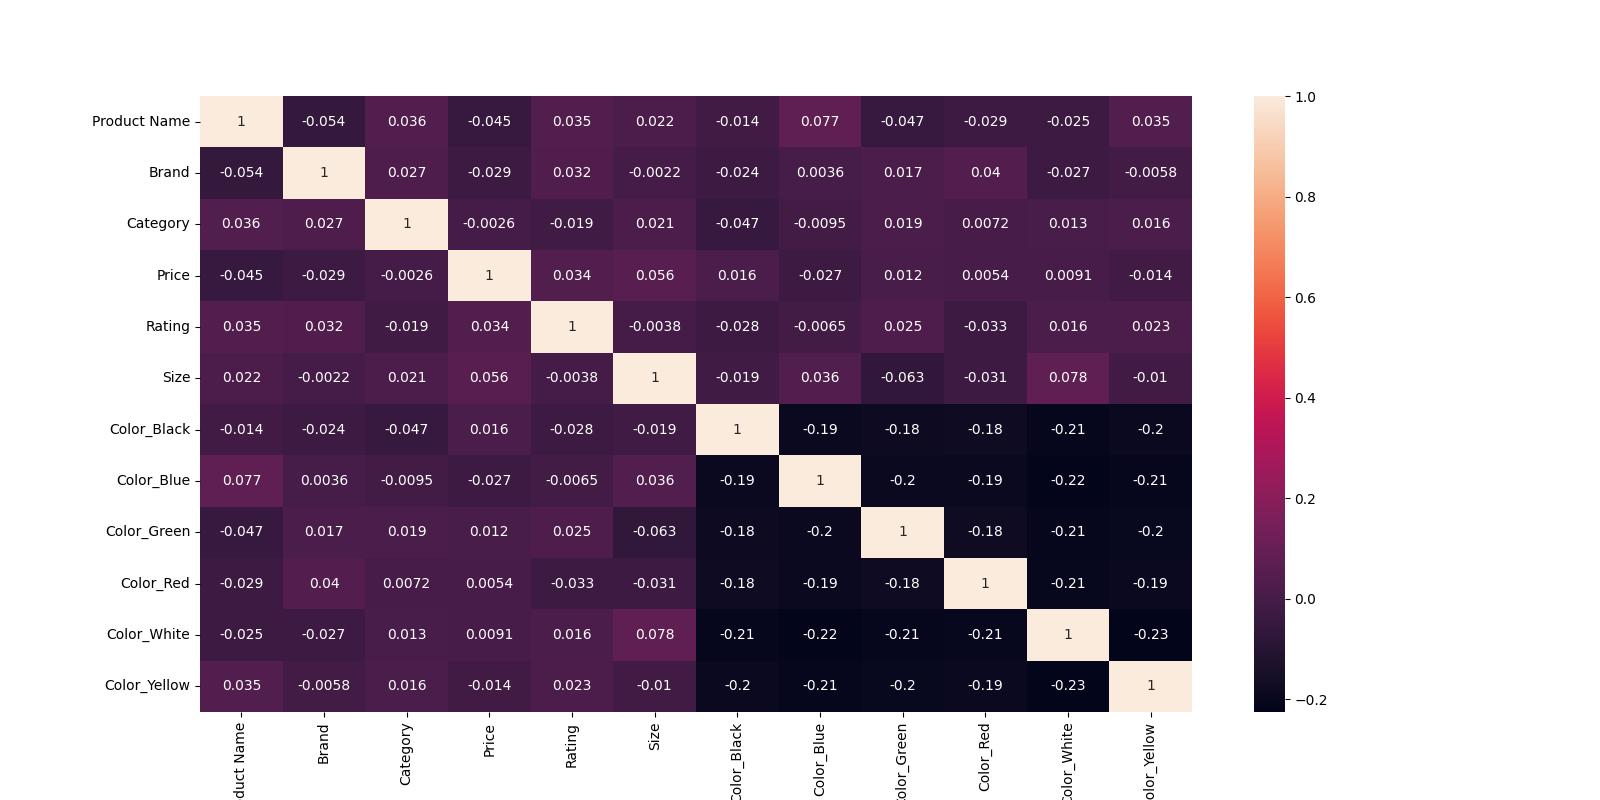 Product Name 1 -0.054 0.036 -0.045 0.035 0.022 -0.014 0.077 -0.047 -0.029 -0.025 0.035
Brand -0.054 1 0.027 -0.029 0.032 -0.0022 -0.024 0.0036 0.017 0.04 -0.027 -0.0058
Category 0.036 0.027 1 -0.0026 -0.019 0.021 -0.047 -0.0095 0.019 0.0072 0.013 0.016
Price -0.045 -0.029 -0.0026 1 0.034 0.056 0.016 -0.027 0.012 0.0054 0.0091 -0.014
Rating 0.035 0.032 -0.019 0.034 1 -0.0038 -0.028 -0.0065 0.025 -0.033 0.016 0.023
Size 0.022 -0.0022 0.021 0.056 -0.0038 1 -0.019 0.036 -0.063 -0.031 0.078 -0.01
Color_Black -0.014 -0.024 -0.047 0.016 -0.028 -0.019 1 -0.19 -0.18 -0.18 -0.21 -0.2
Color_Blue 0.077 0.0036 -0.0095 -0.027 -0.0065 0.036 -0.19 1 -0.2 -0.19 -0.22 -0.21
Color_Green -0.047 0.017 0.019 0.012 0.025 -0.063 -0.18 -0.2 1 -0.18 -0.21 -0.2
Color_Red -0.029 0.04 0.0072 0.0054 -0.033 -0.031 -0.18 -0.19 -0.18 1 -0.21 -0.19
Color_White -0.025 -0.027 0.013 0.0091 0.016 0.078 -0.21 -0.22 -0.21 -0.21 1 -0.23
Color_Yellow 0.035 -0.0058 0.016 -0.014 0.023 -0.01 -0.2 -0.21 -0.2 -0.19 -0.23 1
duct Name
Brand
Category
Price
Rating
Size
Color_Black
Color_Blue
olor_Green
Color_Red
olor_White
olor_Yellow
1.0
0.8
0.6
0.4
0.2
0.0
−0.2